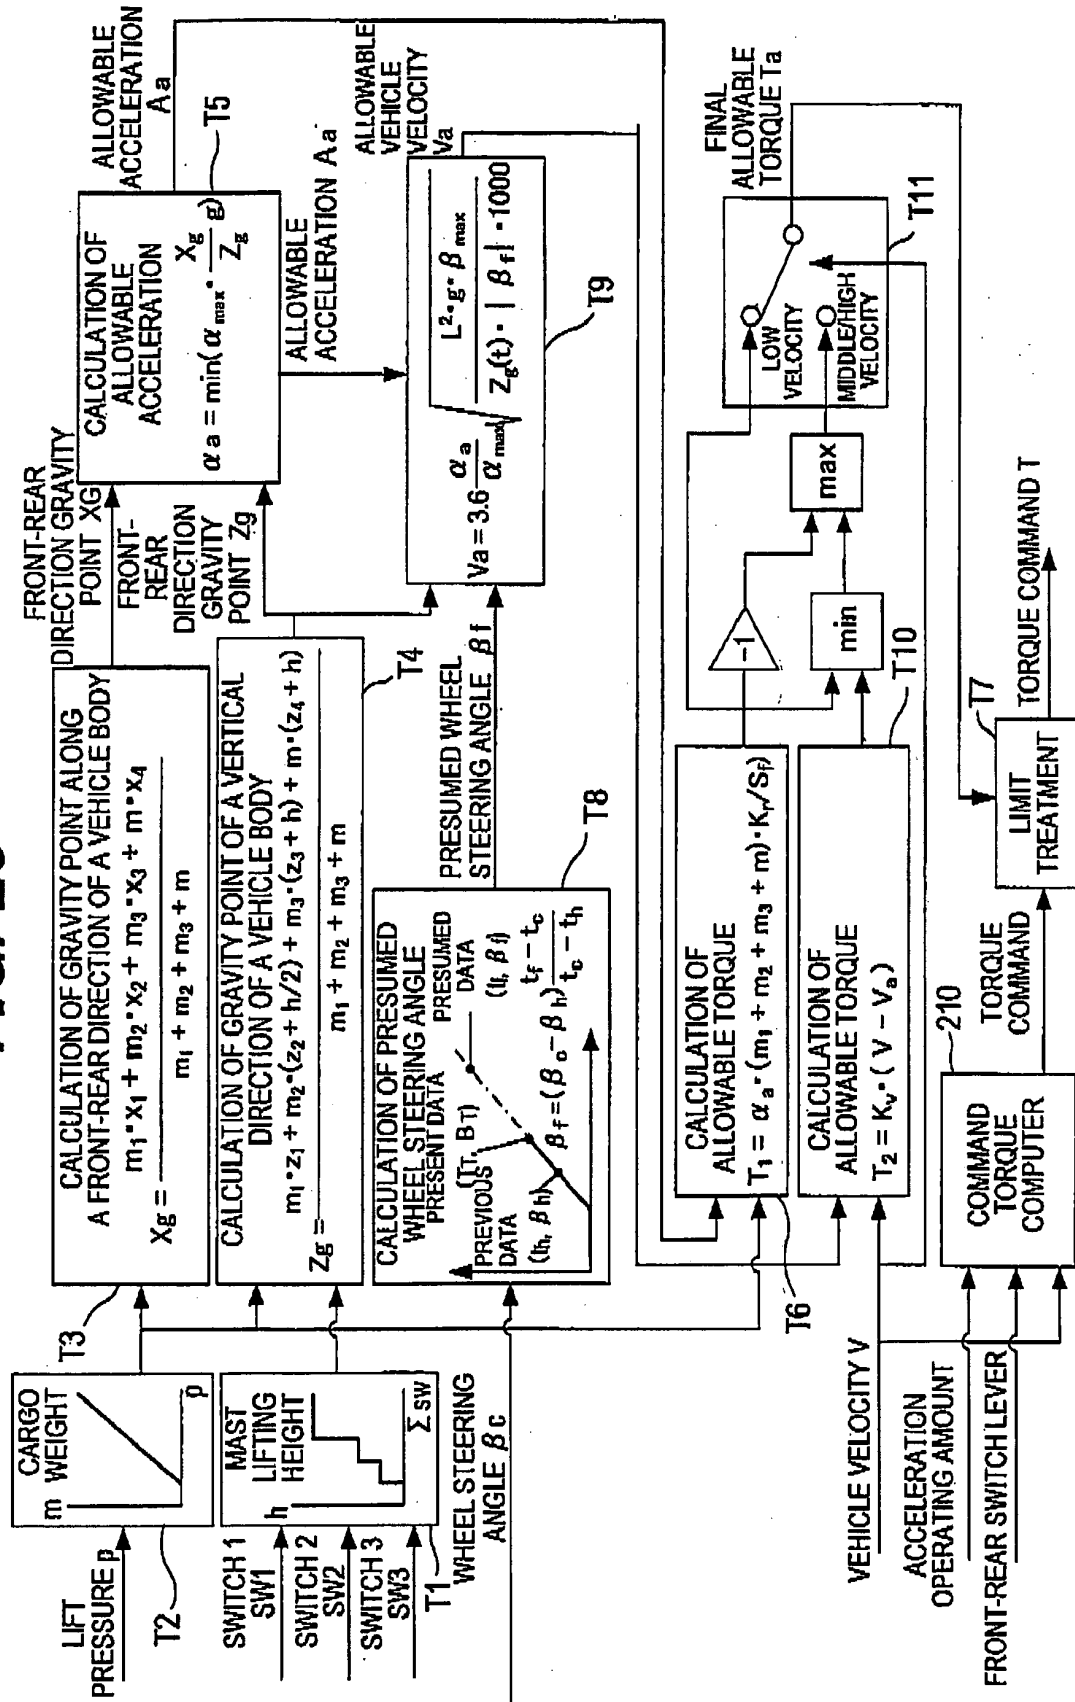 LIFT
PRESSURE p
T2
CARGO
WEIGHT
m
p
SWITCH 1
SW1
SWITCH 2
SW2
SWITCH 3
SW3
T1
MAST
LIFTING
HEIGHT
h
Σ SW
WHEEL STEERING
ANGLE β c
T3
CALCULATION OF GRAVITY POINT ALONG
A FRONT-REAR DIRECTION OF A VEHICLE BODY
Xg = m1・x1 + m2・x2 + m3・x3 + m・x4
m1 + m2 + m3 + m
CALCULATION OF GRAVITY POINT OF A VERTICAL
DIRECTION OF A VEHICLE BODY
Zg = m1・z1 + m2・(z2 + h/2) + m3・(z3 + h) + m・(z4 + h)
m1 + m2 + m3 + m
T4
CALCULATION OF PRESUMED
WHEEL STEERING ANGLE
PRESENT DATA
(TT, BT)
PREVIOUS
DATA
(th, βh)
PRESUMED
DATA
(tf, βf)
βf = (βc − βh) tf − tc
tc − th
T8
FRONT-REAR
DIRECTION GRAVITY
POINT XG
FRONT-
REAR
DIRECTION
GRAVITY
POINT Zg
PRESUMED WHEEL
STEERING ANGLE βf
CALCULATION OF
ALLOWABLE
ACCELERATION
αa = min(αmax・Xg g)
Zg
T5
ALLOWABLE
ACCELERATION
Aa
ALLOWABLE
ACCELERATION Aa
ALLOWABLE
VEHICLE
VELOCITY
Va
Va = 3.6 αa √ L²・g・βmax
αmax Zg(t)・|βf|・1000
T9
T6
CALCULATION OF
ALLOWABLE TORQUE
T1 = αa・(m1 + m2 + m3 + m)・Kr/Sf)
CALCULATION OF
ALLOWABLE TORQUE
T2 = Kv・(V − Va)
T10
-1
min
max
LOW
VELOCITY
MIDDLE/HIGH
VELOCITY
T11
FINAL
ALLOWABLE
TORQUE Ta
VEHICLE VELOCITY V
ACCELERATION
OPERATING AMOUNT
FRONT-REAR SWITCH LEVER
210
COMMAND
TORQUE
COMPUTER
TORQUE
COMMAND
T7
LIMIT
TREATMENT
TORQUE COMMAND T